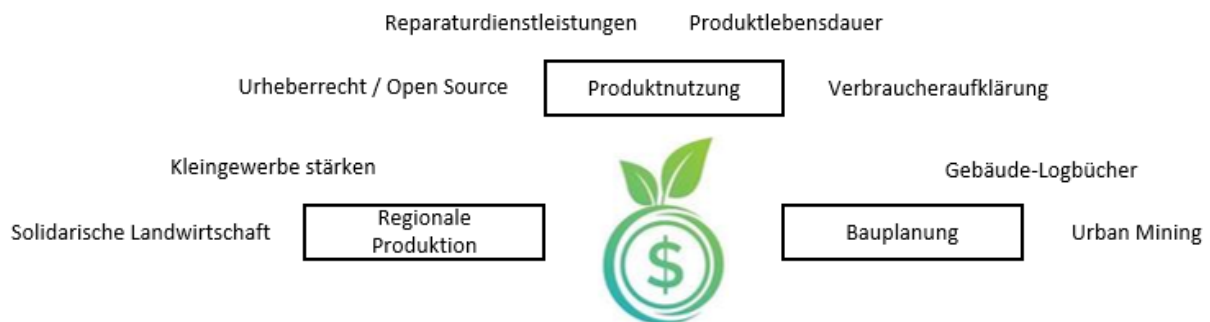 Reparaturdienstleistungen Produktlebensdauer
Urheberrecht / Open Source Produktnutzung Verbraucheraufklärung
Kleingewerbe stärken Gebäude-Logbücher
Solidarische Landwirtschaft Regionale Produktion Bauplanung Urban Mining
$